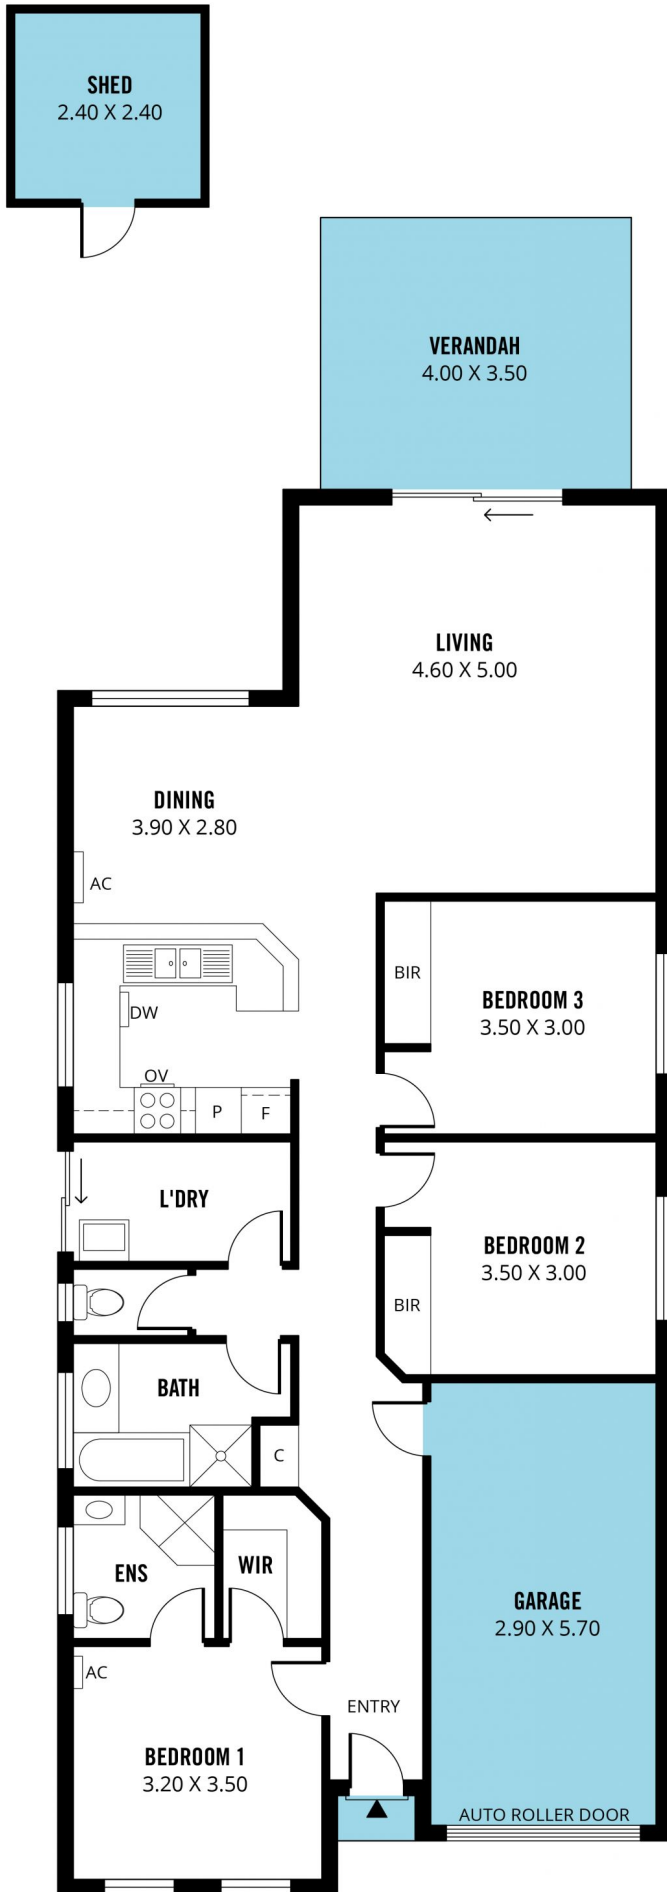 SHED
2.40 X 2.40
VERANDAH
4.00 X 3.50
LIVING
4.60 X 5.00
DINING
3.90 X 2.80
AC
BIR
BEDROOM 3
3.50 X 3.00
DW
OV
P
F
L'DRY
BEDROOM 2
3.50 X 3.00
BIR
BATH
C
ENS
WIR
GARAGE
2.90 X 5.70
AC
ENTRY
BEDROOM 1
3.20 X 3.50
AUTO ROLLER DOOR